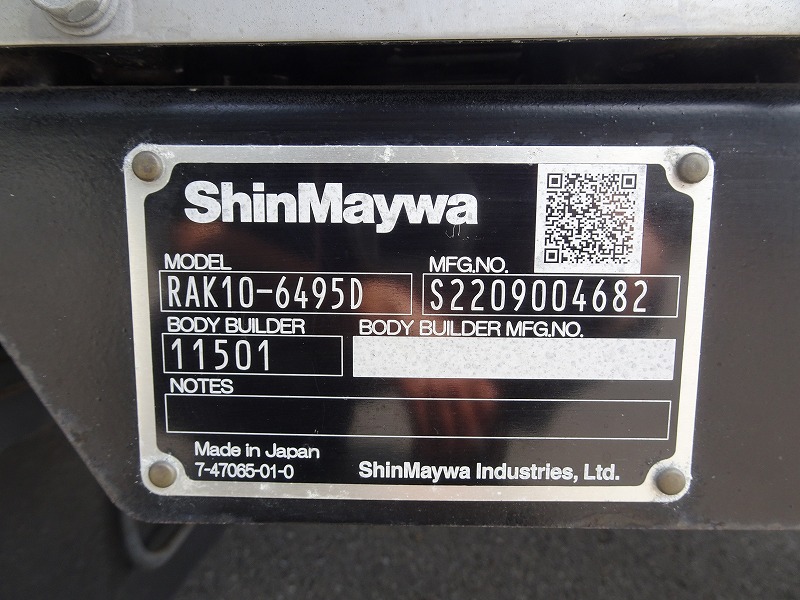 ShinMaywa
MODEL MFG.NO.
RAK10-6495D S2209004682
BODY BUILDER BODY BUILDER MFG.NO.
11501
NOTES
Made in Japan
7-47065-01-0 ShinMaywa Industries, Ltd.